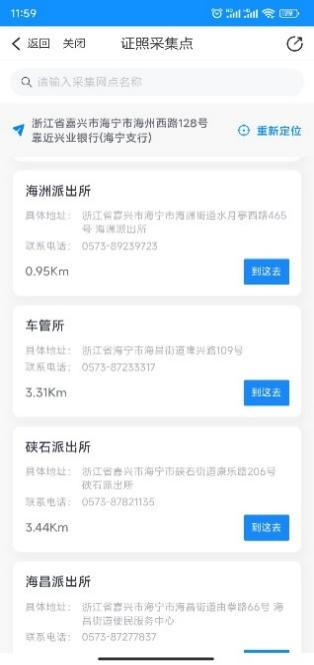 11:59
返回 关闭 证照采集点
请输入采集网点名称
浙江省嘉兴市海宁市海州西路128号
靠近兴业银行(海宁支行)
重新定位
海洲派出所
具体地址： 浙江省嘉兴市海宁市海洲街道水月亭西路465
号 海洲派出所
联系电话： 0573-89239723
0.95Km
到这去
车管所
具体地址： 浙江省海宁市海昌街道隆兴路109号
联系电话： 0573-87233317
3.31Km
到这去
硖石派出所
具体地址： 浙江省嘉兴市海宁市硖石街道康乐路206号
硖石派出所
联系电话： 0573-87821135
3.44Km
到这去
海昌派出所
具体地址： 浙江省嘉兴市海宁市海昌街道由拳路66号 海
昌街道便民服务中心
联系电话： 0573-87277837